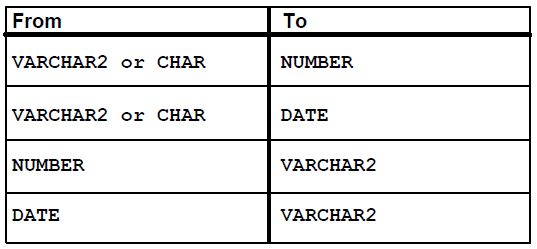 From To
VARCHAR2 or CHAR NUMBER
VARCHAR2 or CHAR DATE
NUMBER VARCHAR2
DATE VARCHAR2